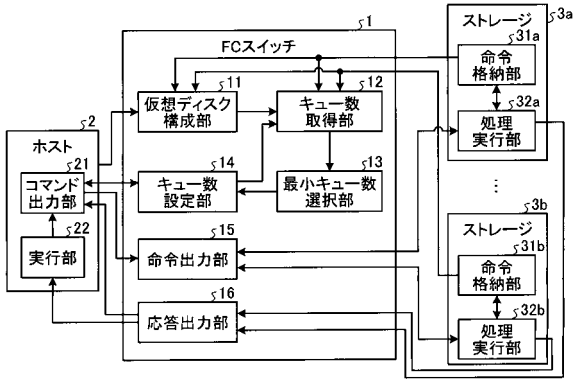 1
FCスイッチ
11
仮想ディスク
構成部
12
キュー数
取得部
13
最小キュー数
選択部
14
キュー数
設定部
15
命令出力部
16
応答出力部
2
ホスト
21
コマンド
出力部
22
実行部
3a
ストレージ
31a
命令
格納部
32a
処理
実行部
⋮
3b
ストレージ
31b
命令
格納部
32b
処理
実行部